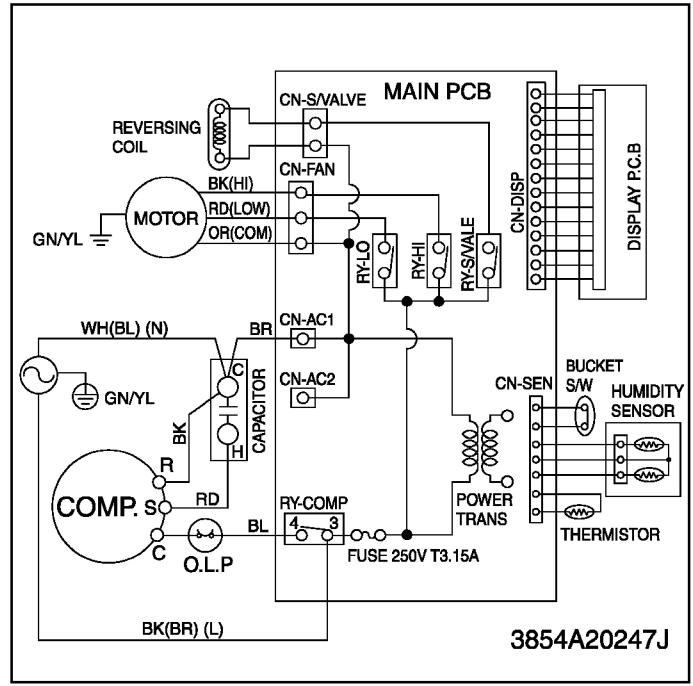 MAIN PCB
CN-S/VALVE
REVERSING
COIL
CN-FAN
BK(HI)
RD(LOW)
OR(COM)
MOTOR
GN/YL
RY-LO
RY-HI
RY-S/VALE
CN-DISP
DISPLAY P.C.B
WH(BL) (N)
BR
CN-AC1
CN-AC2
GN/YL
C
H
CAPACITOR
BK
R
COMP.
S
RD
C
O.L.P
BL
RY-COMP
4
3
FUSE 250V T3.15A
POWER
TRANS
CN-SEN
BUCKET
S/W
HUMIDITY
SENSOR
THERMISTOR
BK(BR) (L)
3854A20247J